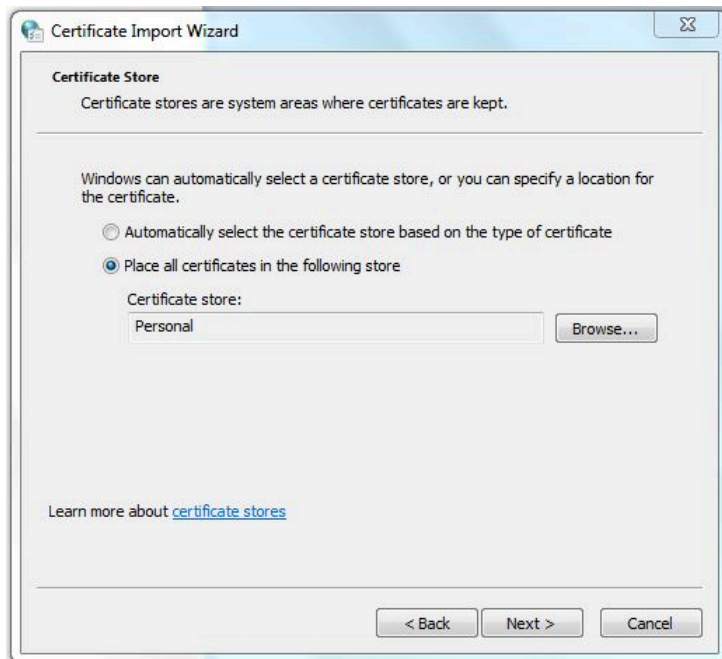 Certificate Import Wizard
Certificate Store
Certificate stores are system areas where certificates are kept.
Windows can automatically select a certificate store, or you can specify a location for
the certificate.
Automatically select the certificate store based on the type of certificate
Place all certificates in the following store
Certificate store:
Personal
Browse...
Learn more about certificate stores
< Back
Next >
Cancel